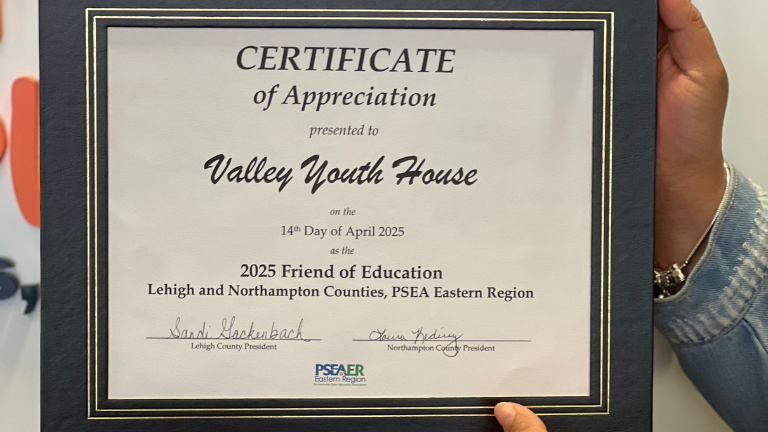 CERTIFICATE
of Appreciation
presented to
Valley Youth House
on the
14th Day of April 2025
as the
2025 Friend of Education
Lehigh and Northampton Counties, PSEA Eastern Region
Sandi Gackenbach
Lehigh County President
Laura
Northampton County President
PSEAER
Eastern Region